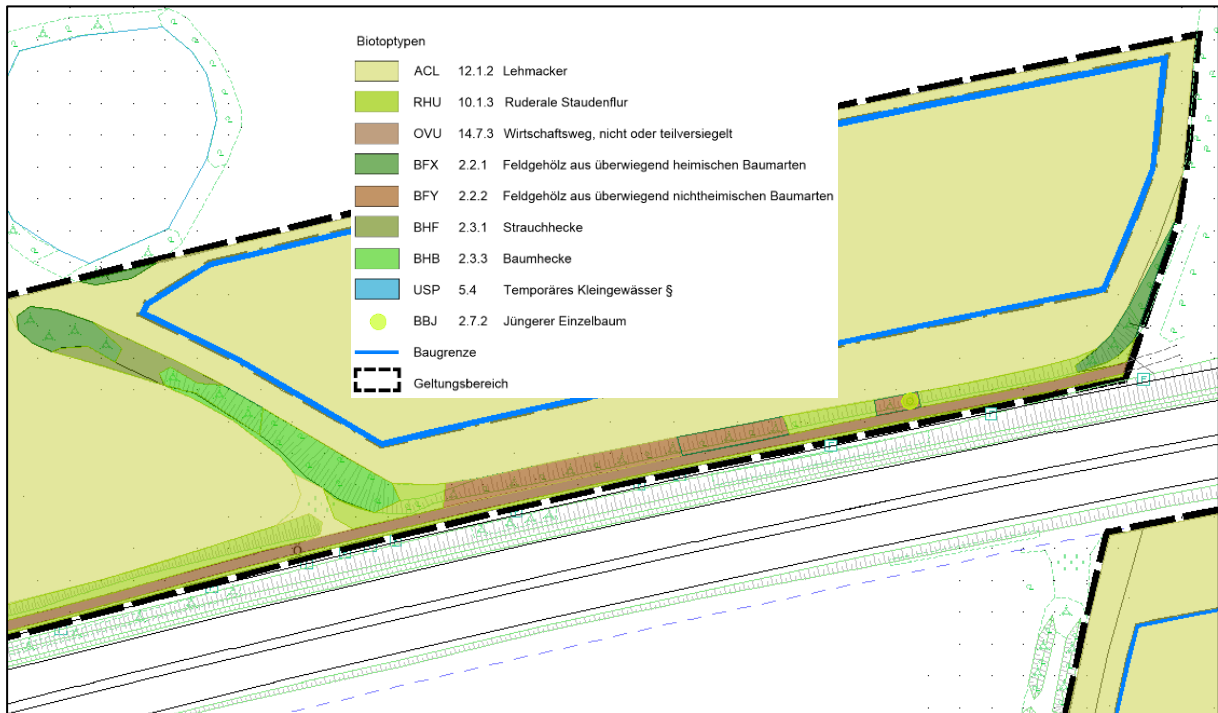 Biotoptypen
ACL 12.1.2 Lehmacker
RHU 10.1.3 Ruderale Staudenflur
OVU 14.7.3 Wirtschaftsweg, nicht oder teilversiegelt
BFX 2.2.1 Feldgehölz aus überwiegend heimischen Baumarten
BFY 2.2.2 Feldgehölz aus überwiegend nichtheimischen Baumarten
BHF 2.3.1 Strauchhecke
BHB 2.3.3 Baumhecke
USP 5.4 Temporäres Kleingewässer §
BBJ 2.7.2 Jüngerer Einzelbaum
Baugrenze
Geltungsbereich